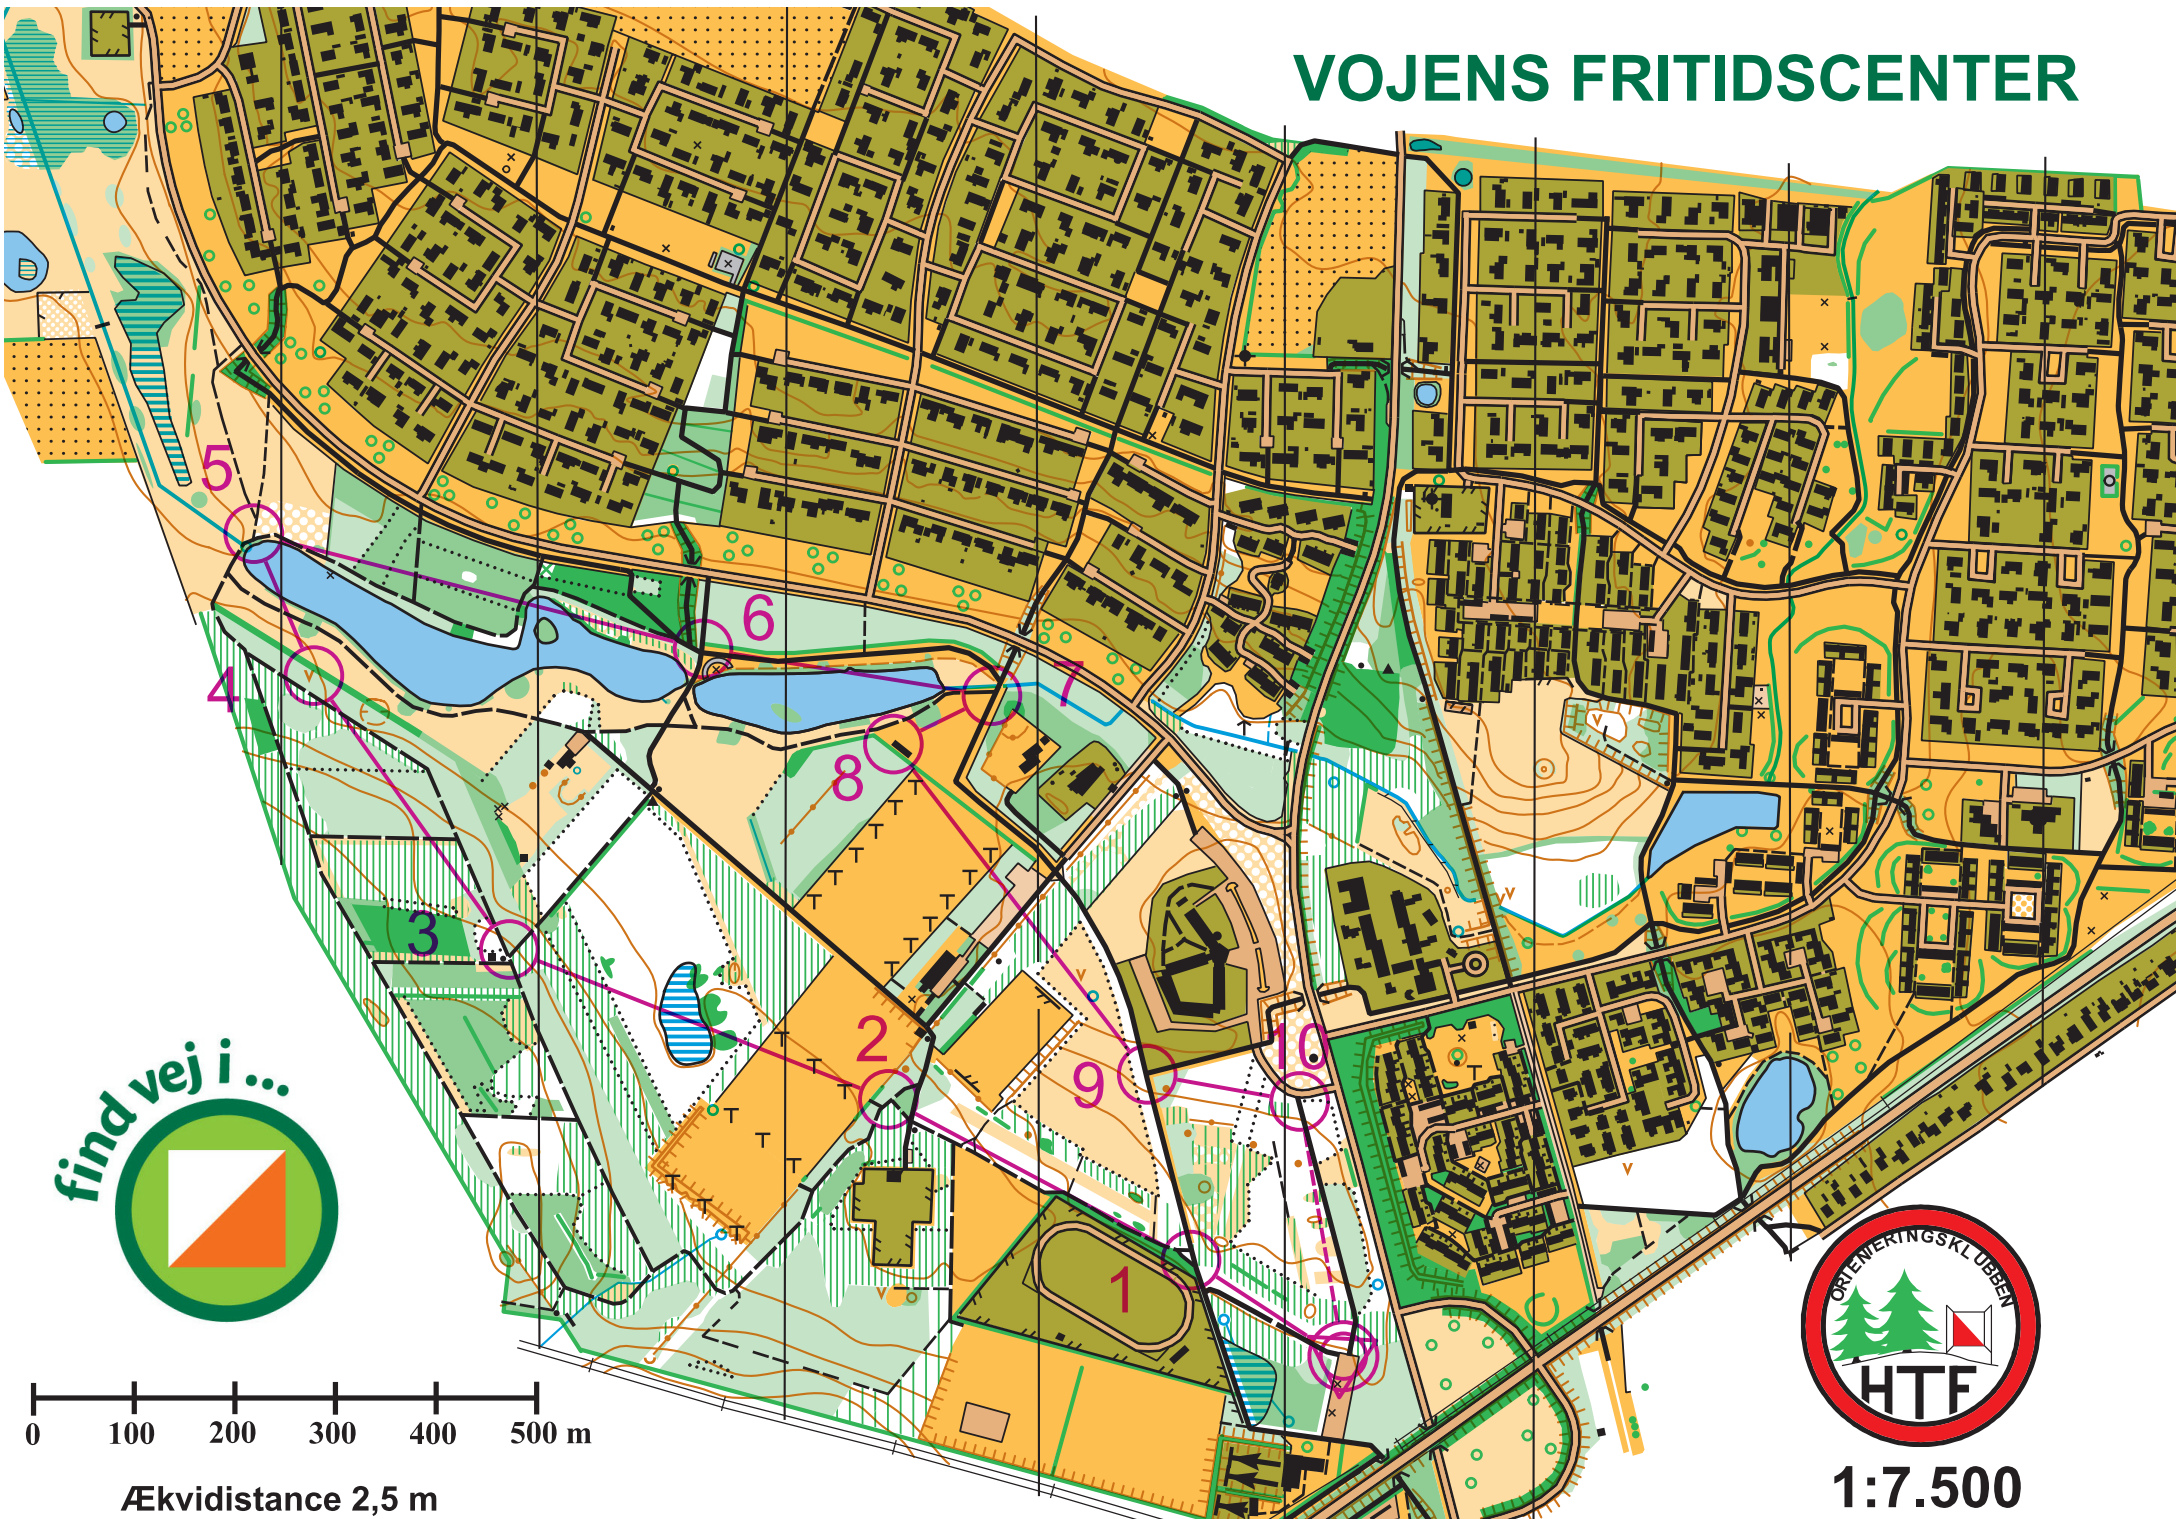 VOJENS FRITIDSCENTER
5
6
4
7
8
3
2
10
9
1
find vej i ...
ORIENTERINGSKLUBBEN
HTF
0 100 200 300 400 500 m
Ækvidistance 2,5 m
1:7.500